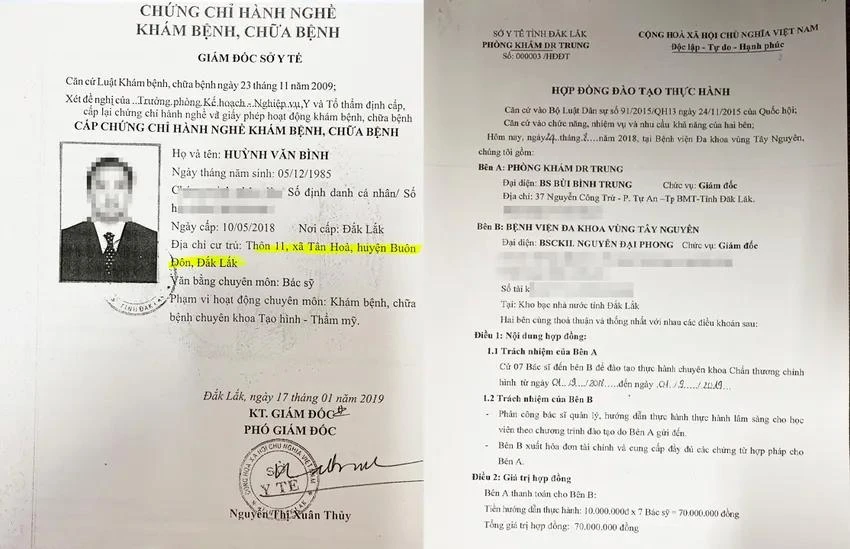 CHỨNG CHỈ HÀNH NGHỀ
KHÁM BỆNH, CHỮA BỆNH
GIÁM ĐỐC SỞ Y TẾ
Căn cứ Luật Khám bệnh, chữa bệnh ngày 23 tháng 11 năm 2009;
Xét đề nghị của ..Trưởng phòng Kế hoạch - Nghiệp vụ Y và Tổ thẩm định cấp,
cấp lại chứng chỉ hành nghề và giấy phép hoạt động khám bệnh, chữa bệnh
CẤP CHỨNG CHỈ HÀNH NGHỀ KHÁM BỆNH, CHỮA BỆNH
Họ và tên: HUỲNH VĂN BÌNH
Ngày tháng năm sinh: 05/12/1985
Số định danh cá nhân/ Số
Ngày cấp: 10/05/2018 Nơi cấp: Đắk Lắk
Địa chỉ cư trú: Thôn 11, xã Tân Hoà, huyện Buôn
Đôn, Đắk Lắk
Văn bằng chuyên môn: Bác sỹ
Phạm vi hoạt động chuyên môn: Khám bệnh, chữa
bệnh chuyên khoa Tạo hình - Thẩm mỹ.
Đắk Lắk, ngày 17 tháng 01 năm 2019
KT. GIÁM ĐỐC
PHÓ GIÁM ĐỐC
SỞ
Y TẾ
Nguyễn Thị Xuân Thủy
SỞ Y TẾ TỈNH ĐẮK LẮK
PHÒNG KHÁM DR TRUNG
Số: 000003 /HĐĐT
CỘNG HOÀ XÃ HỘI CHỦ NGHĨA VIỆT NAM
Độc lập - Tự do - Hạnh phúc
HỢP ĐỒNG ĐÀO TẠO THỰC HÀNH
Căn cứ vào Bộ Luật Dân sự số 91/2015/QH13 ngày 24/11/2015 của Quốc hội;
Căn cứ vào chức năng, nhiệm vụ và nhu cầu khả năng của hai bên;
Hôm nay, ngày tháng năm 2018, tại Bệnh viện Đa khoa vùng Tây Nguyên,
chúng tôi gồm:
Bên A: PHÒNG KHÁM DR TRUNG
Đại diện: BS BÙI BỈNH TRUNG Chức vụ: Giám đốc
Địa chỉ: 37 Nguyễn Công Trứ - P. Tự An –Tp BMT-Tỉnh Đăk Lăk.
Bên B: BỆNH VIỆN ĐA KHOA VÙNG TÂY NGUYÊN
Đại diện: BSCKII. NGUYỄN ĐẠI PHONG Chức vụ: Giám đốc
Số tài k
Tại: Kho bạc nhà nước tỉnh Đăk Lăk
Hai bên cùng thoả thuận và thống nhất với nhau các điều khoản sau:
Điều 1: Nội dung hợp đồng:
1.1 Trách nhiệm của Bên A
Cử 07 Bác sĩ đến bên B để đào tạo thực hành chuyên khoa Chấn thương chỉnh
hình từ ngày đến ngày 01/9/2019
1.2 Trách nhiệm của Bên B
- Phân công bác sĩ quản lý, hướng dẫn thực hành thực hành lâm sàng cho học
viên theo chương trình đào tạo do Bên A gửi đến.
- Bên B xuất hóa đơn tài chính và cung cấp đầy đủ các chứng từ hợp pháp cho
Bên A.
Điều 2: Giá trị hợp đồng
Bên A thanh toán cho Bên B:
Tiền hướng dẫn thực hành: 10.000.000đ x 7 Bác sỹ = 70.000.000 đồng
Tổng giá trị hợp đồng: 70.000.000 đồng